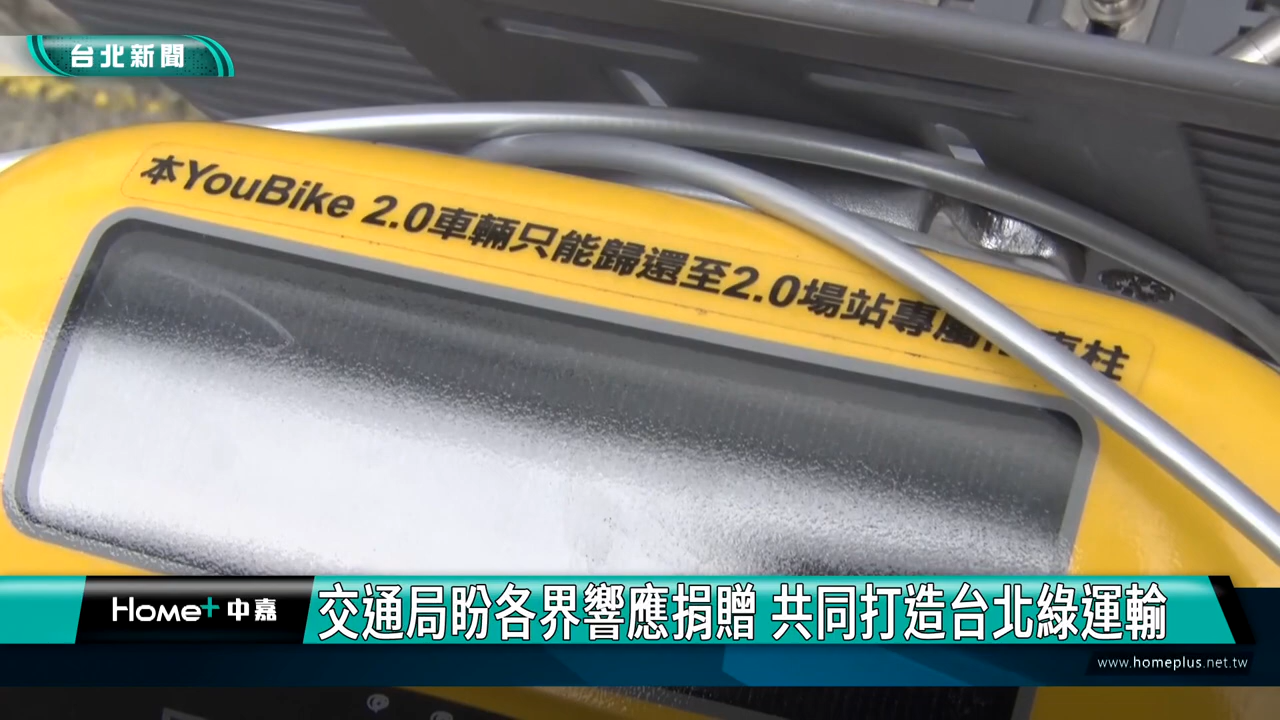 台北新聞
本YouBike 2.0車輛只能歸還至2.0場站專屬 車柱
Home+中嘉
交通局盼各界響應捐贈 共同打造台北綠運輸
www.homeplus.net.tw